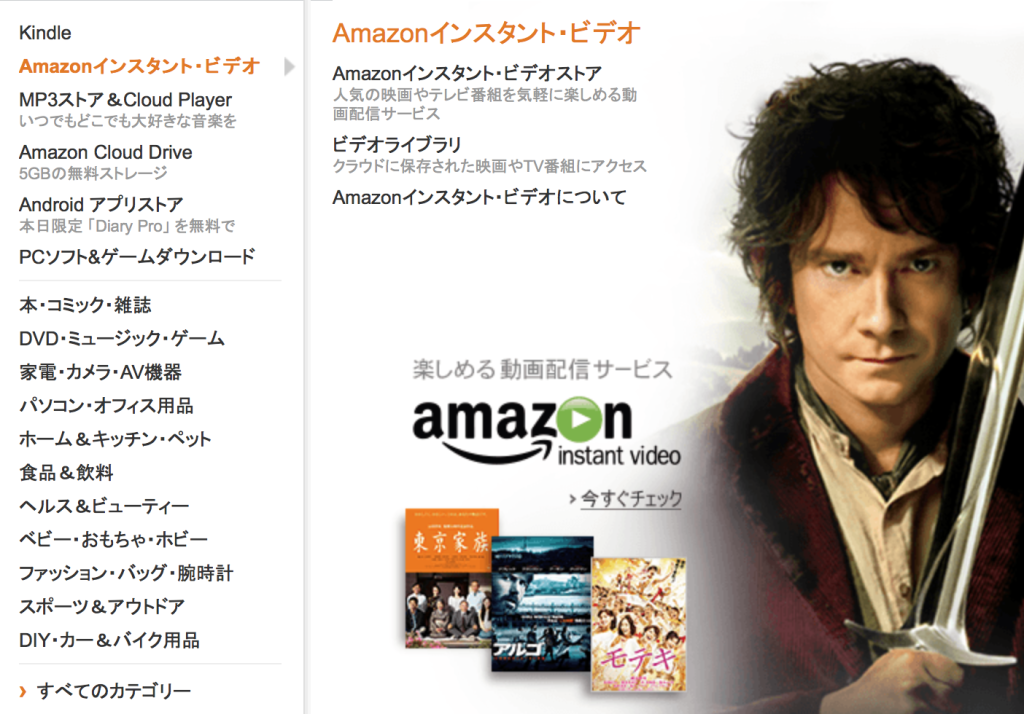 Kindle
Amazonインスタント・ビデオ
MP3ストア＆Cloud Player
いつでもどこでも大好きな音楽を
Amazon Cloud Drive
5GBの無料ストレージ
Android アプリストア
本日限定「Diary Pro」を無料で
PCソフト&ゲームダウンロード
本・コミック・雑誌
DVD・ミュージック・ゲーム
家電・カメラ・AV機器
パソコン・オフィス用品
ホーム＆キッチン・ペット
食品＆飲料
ヘルス＆ビューティー
ベビー・おもちゃ・ホビー
ファッション・バッグ・腕時計
スポーツ＆アウトドア
DIY・カー＆バイク用品
› すべてのカテゴリー
Amazonインスタント・ビデオ
Amazonインスタント・ビデオストア
人気の映画やテレビ番組を気軽に楽しめる動
画配信サービス
ビデオライブラリ
クラウドに保存された映画やTV番組にアクセス
Amazonインスタント・ビデオについて
楽しめる 動画配信サービス
amazon
instant video
› 今すぐチェック
東京家族
アルゴ
モテキ